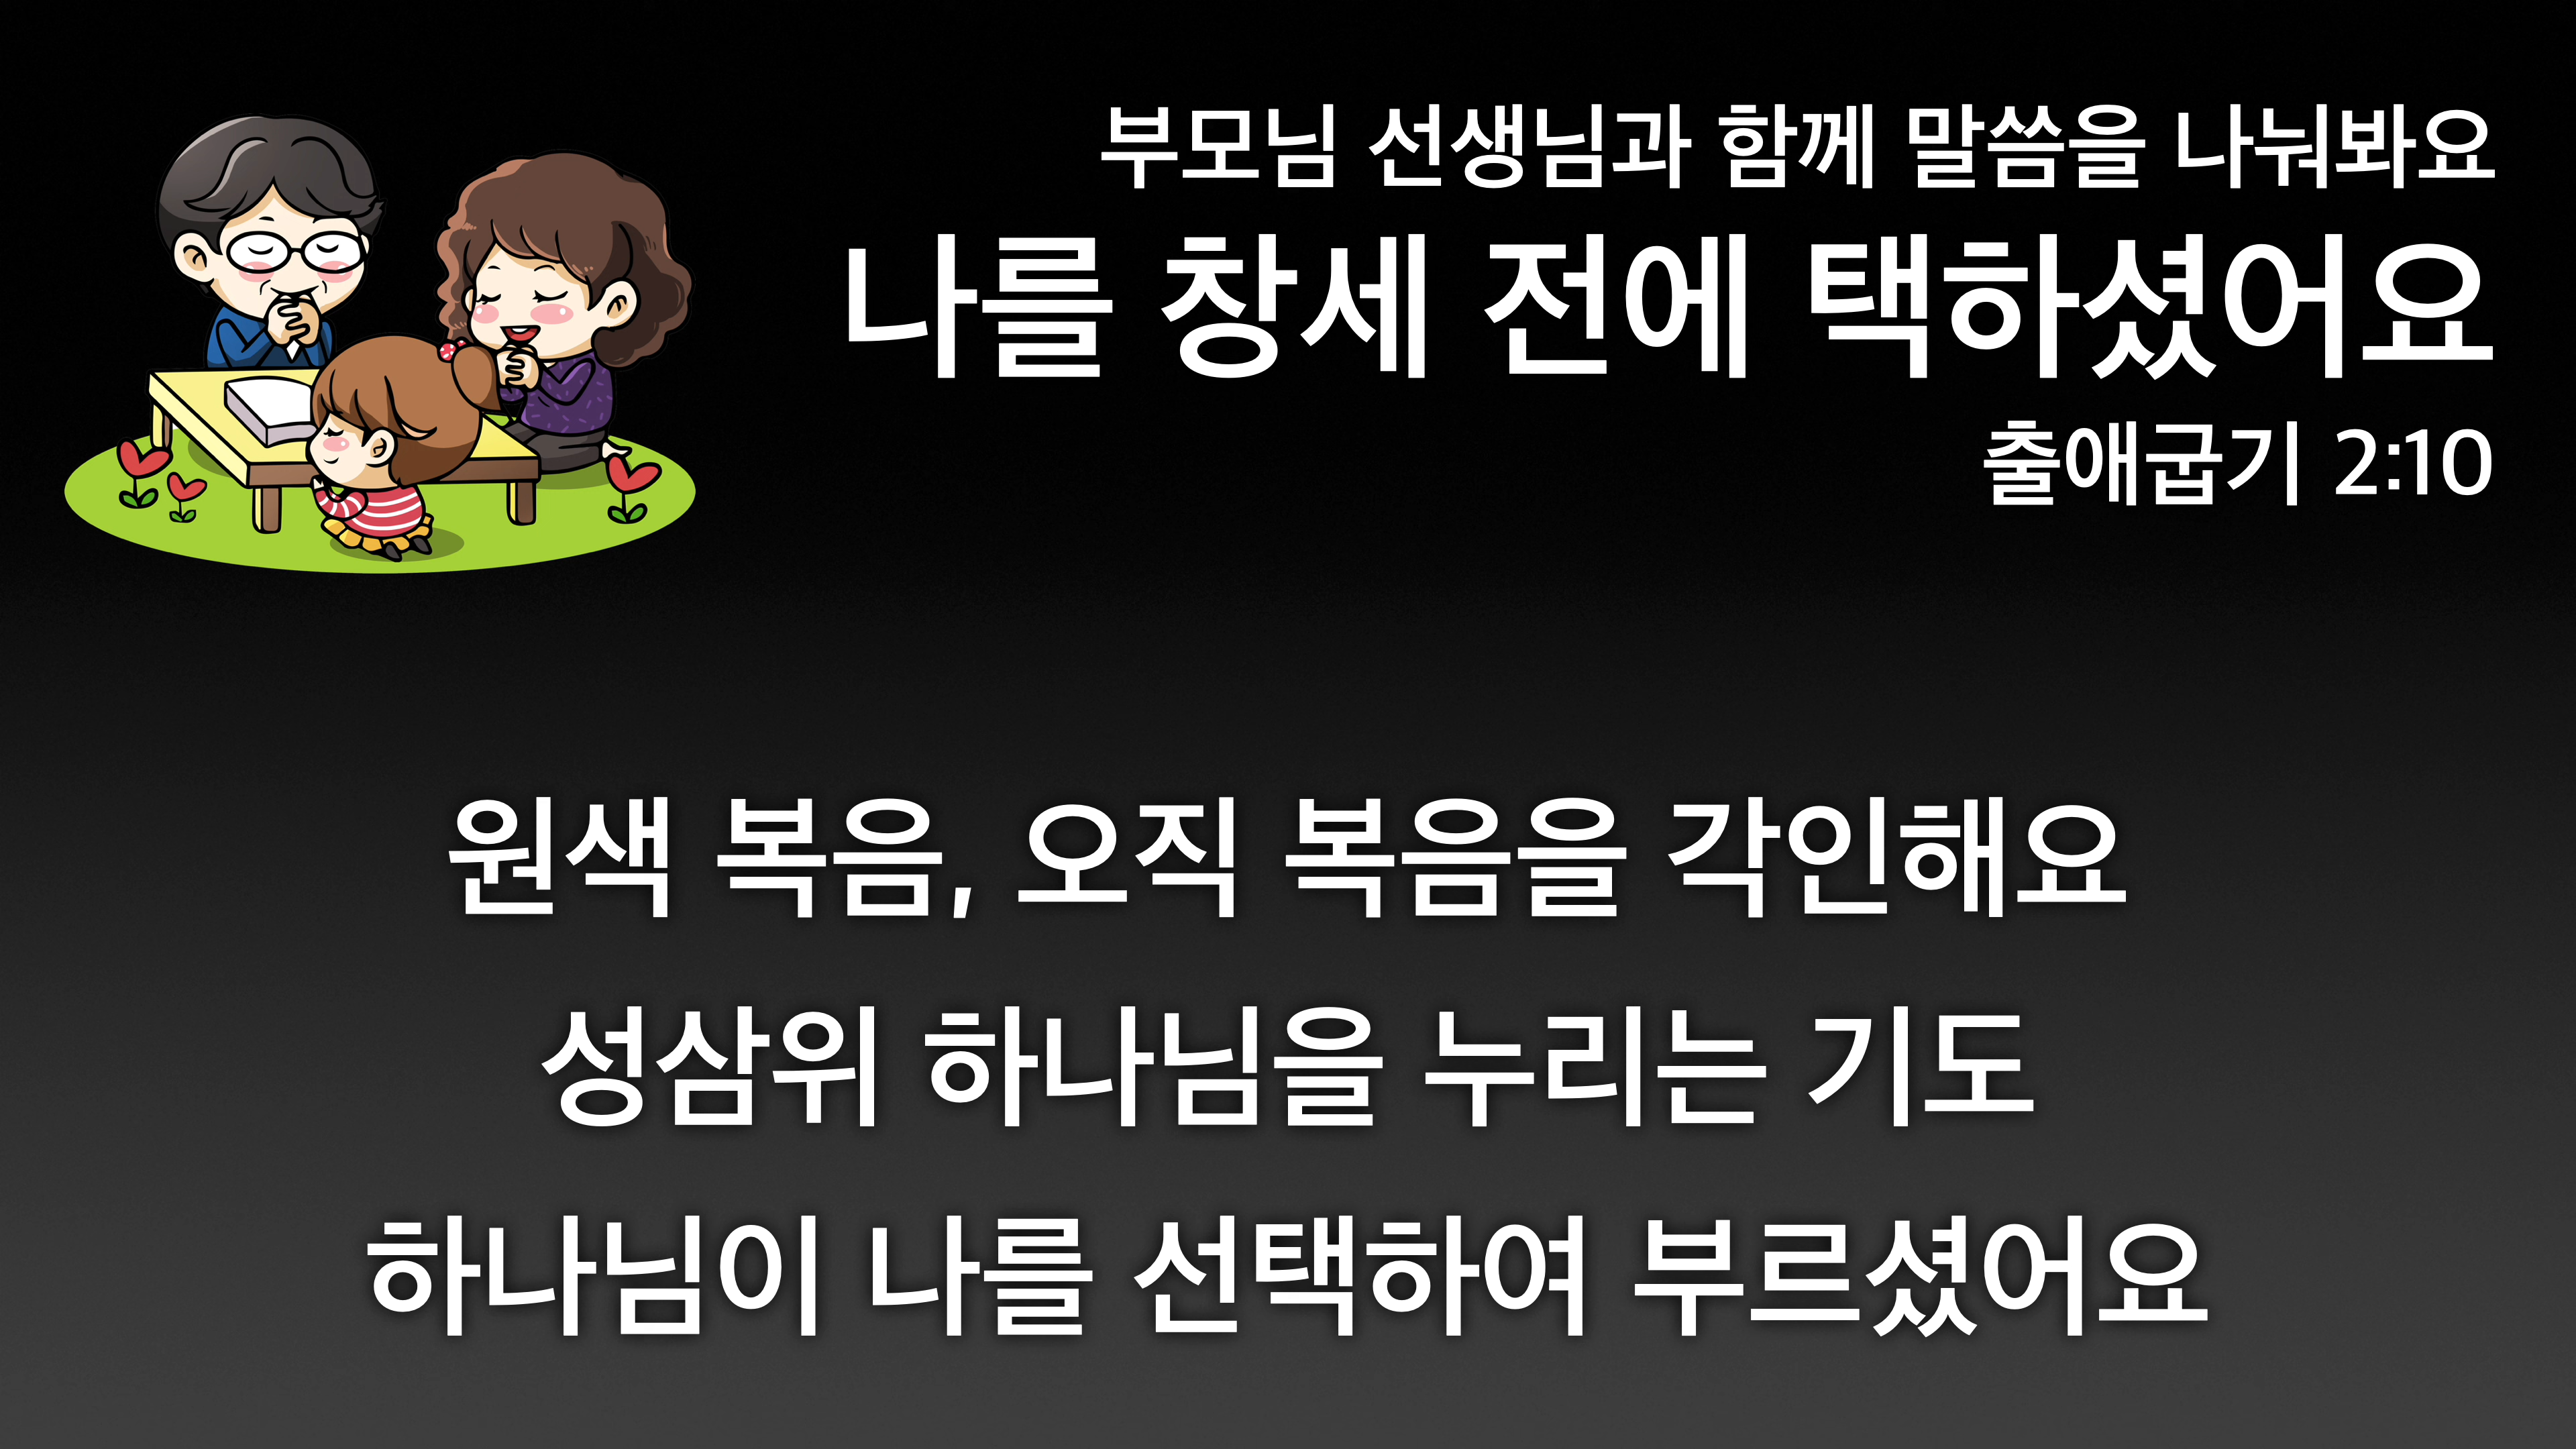 부모님 선생님과 함께 말씀을 나눠봐요
나를 창세 전에 택하셨어요
출애굽기 2:10
원색 복음, 오직 복음을 각인해요
성삼위 하나님을 누리는 기도
하나님이 나를 선택하여 부르셨어요